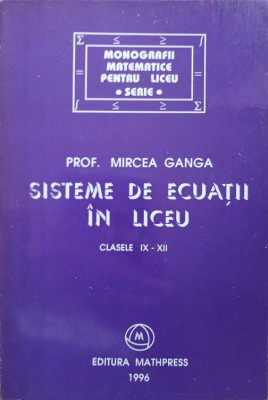 Σ ≤ ≥ ∫
MONOGRAFII
MATEMATICE
PENTRU LICEU
• SERIE •
∫ ≤ ≥ Σ
PROF. MIRCEA GANGA
SISTEME DE ECUAȚII
ÎN LICEU
CLASELE IX - XII
M
EDITURA MATHPRESS
1996